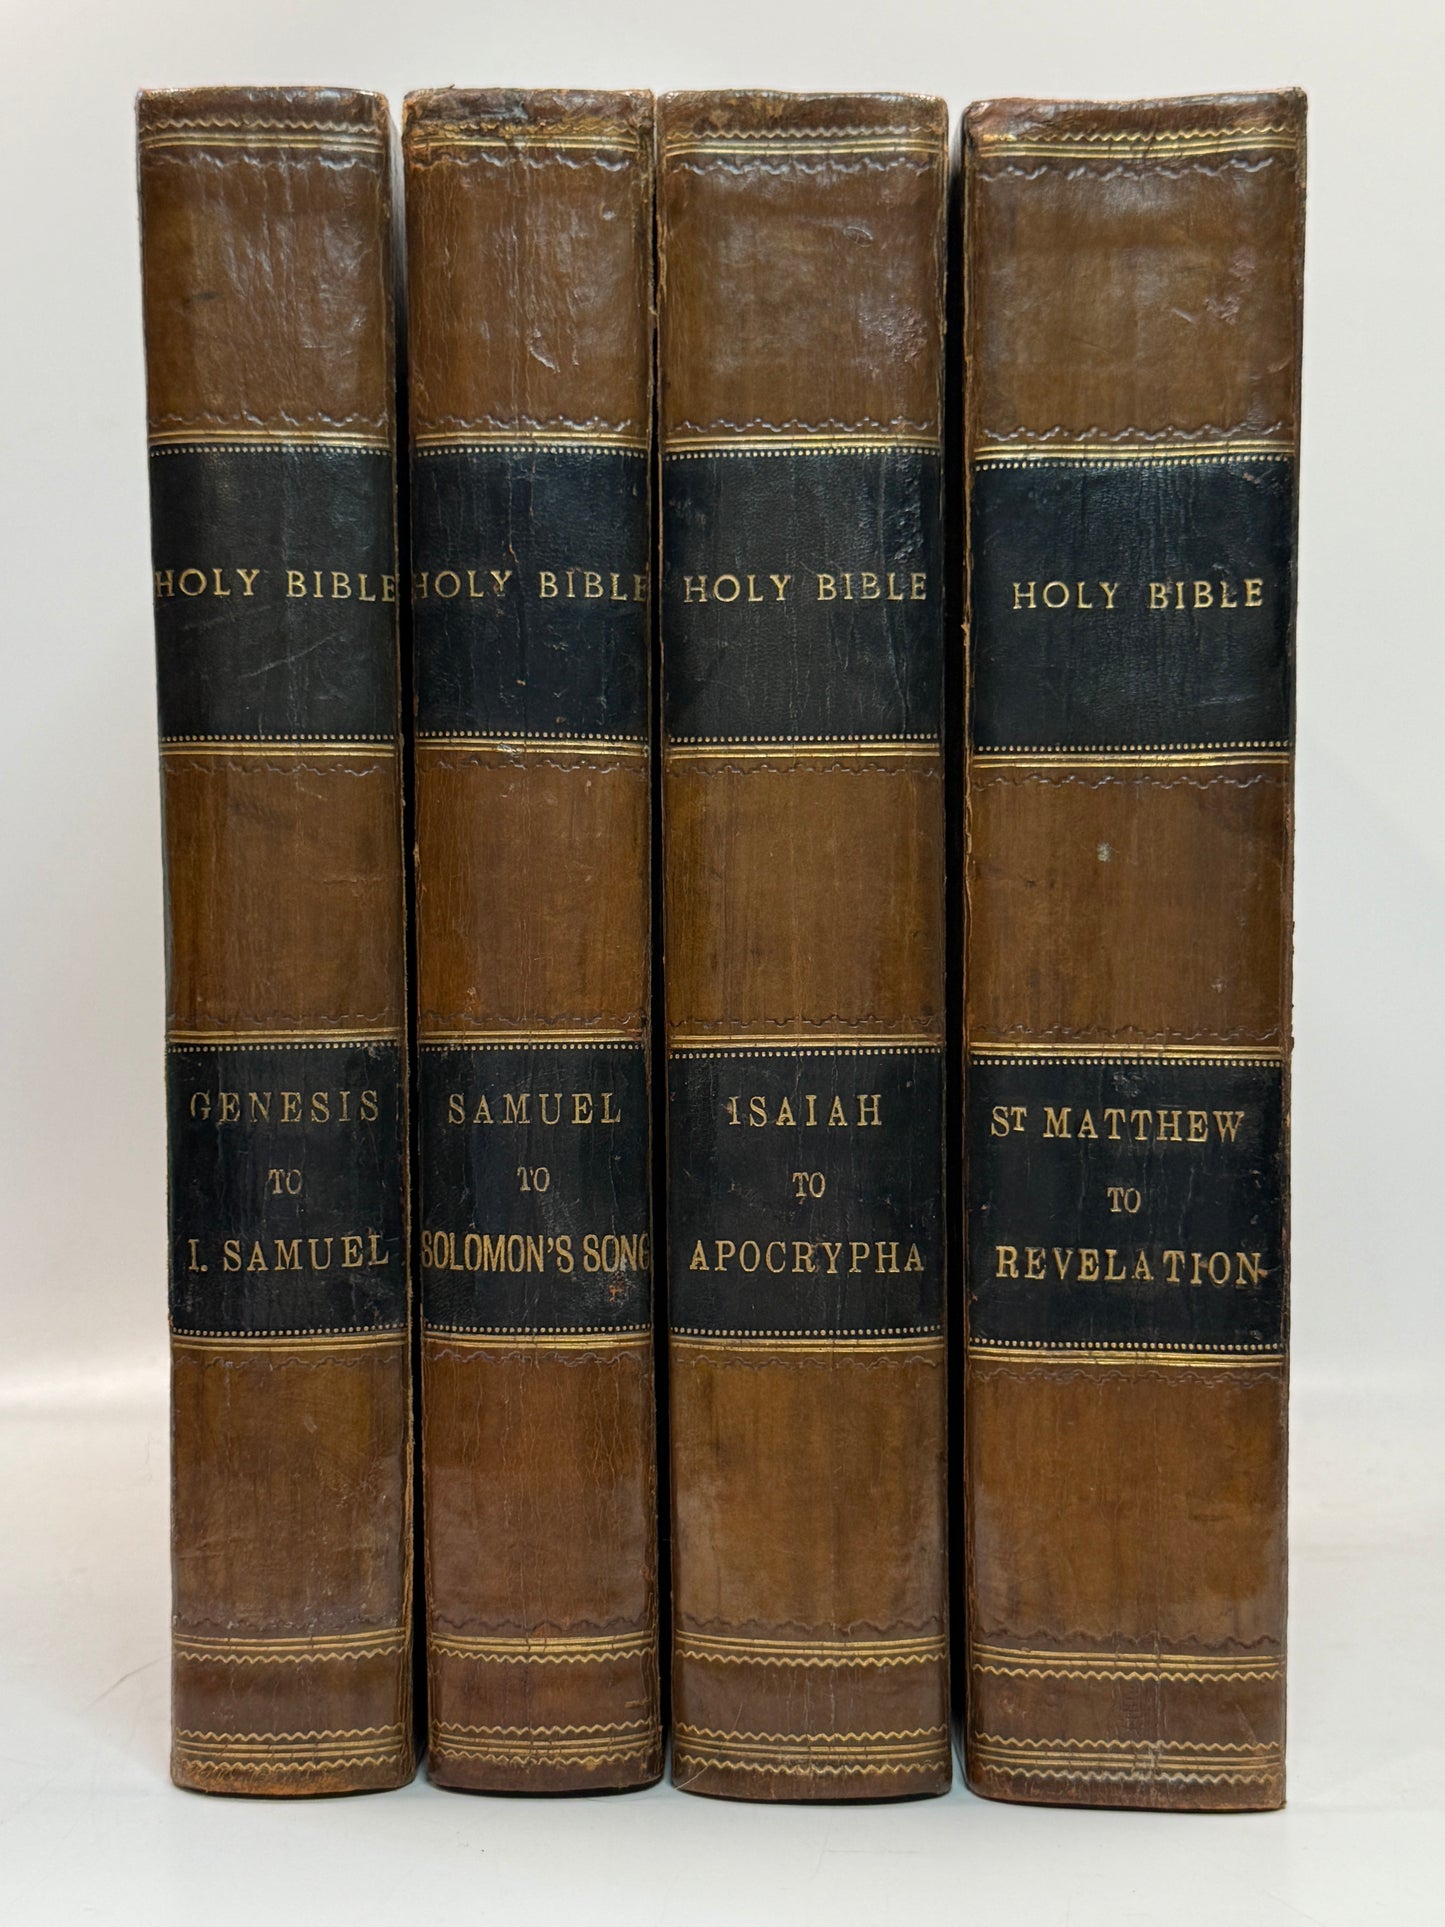 HOLY BIBLE
GENESIS
TO
I. SAMUEL
HOLY BIBLE
SAMUEL
TO
SOLOMON'S SONG
HOLY BIBLE
ISAIAH
TO
APOCRYPHA
HOLY BIBLE
ST MATTHEW
TO
REVELATION